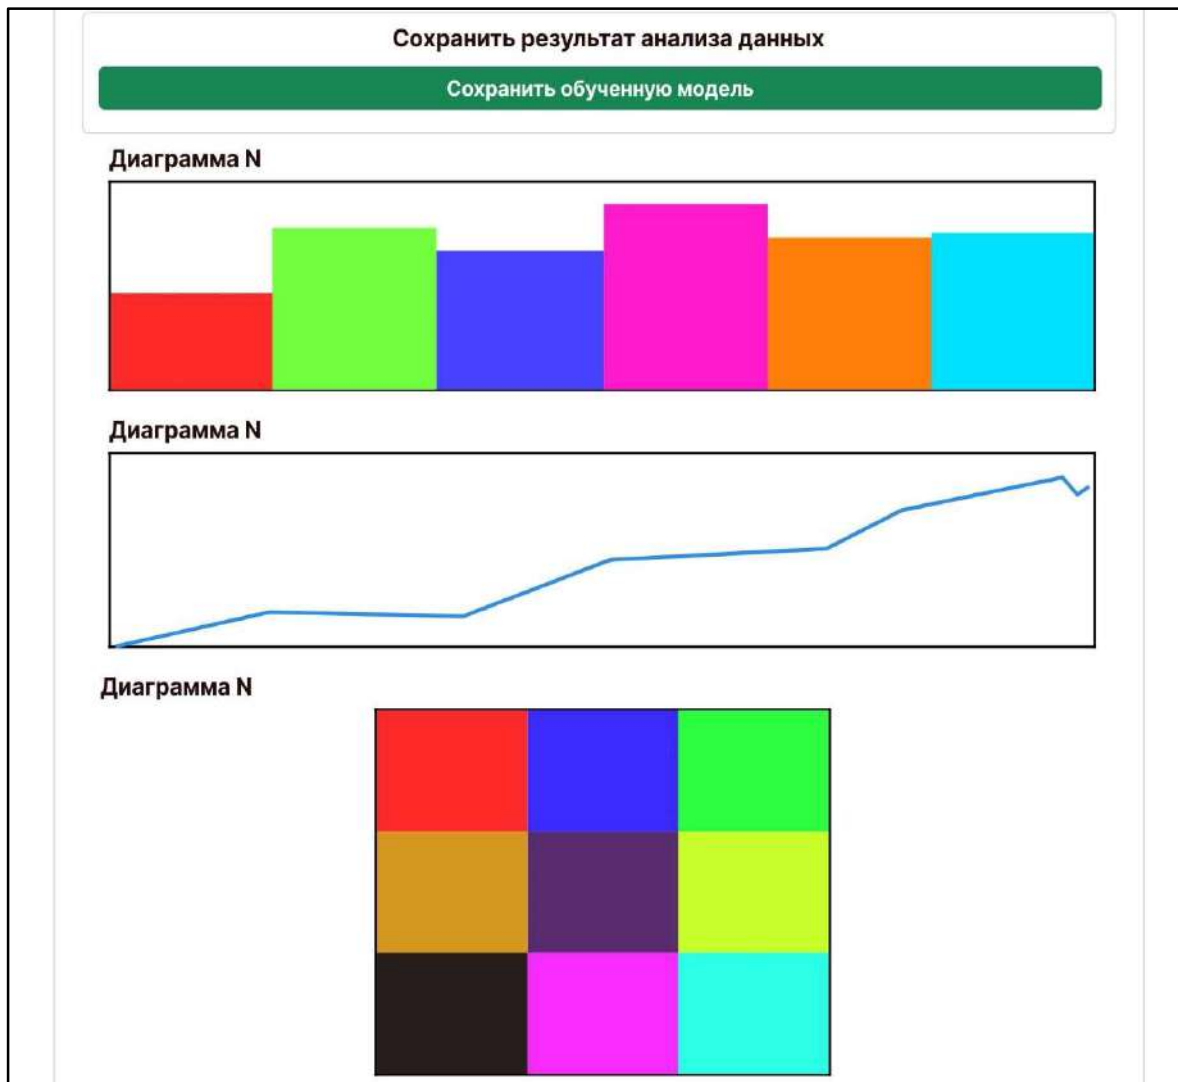 Сохранить результат анализа данных
Сохранить обученную модель
Диаграмма N
Диаграмма N
Диаграмма N